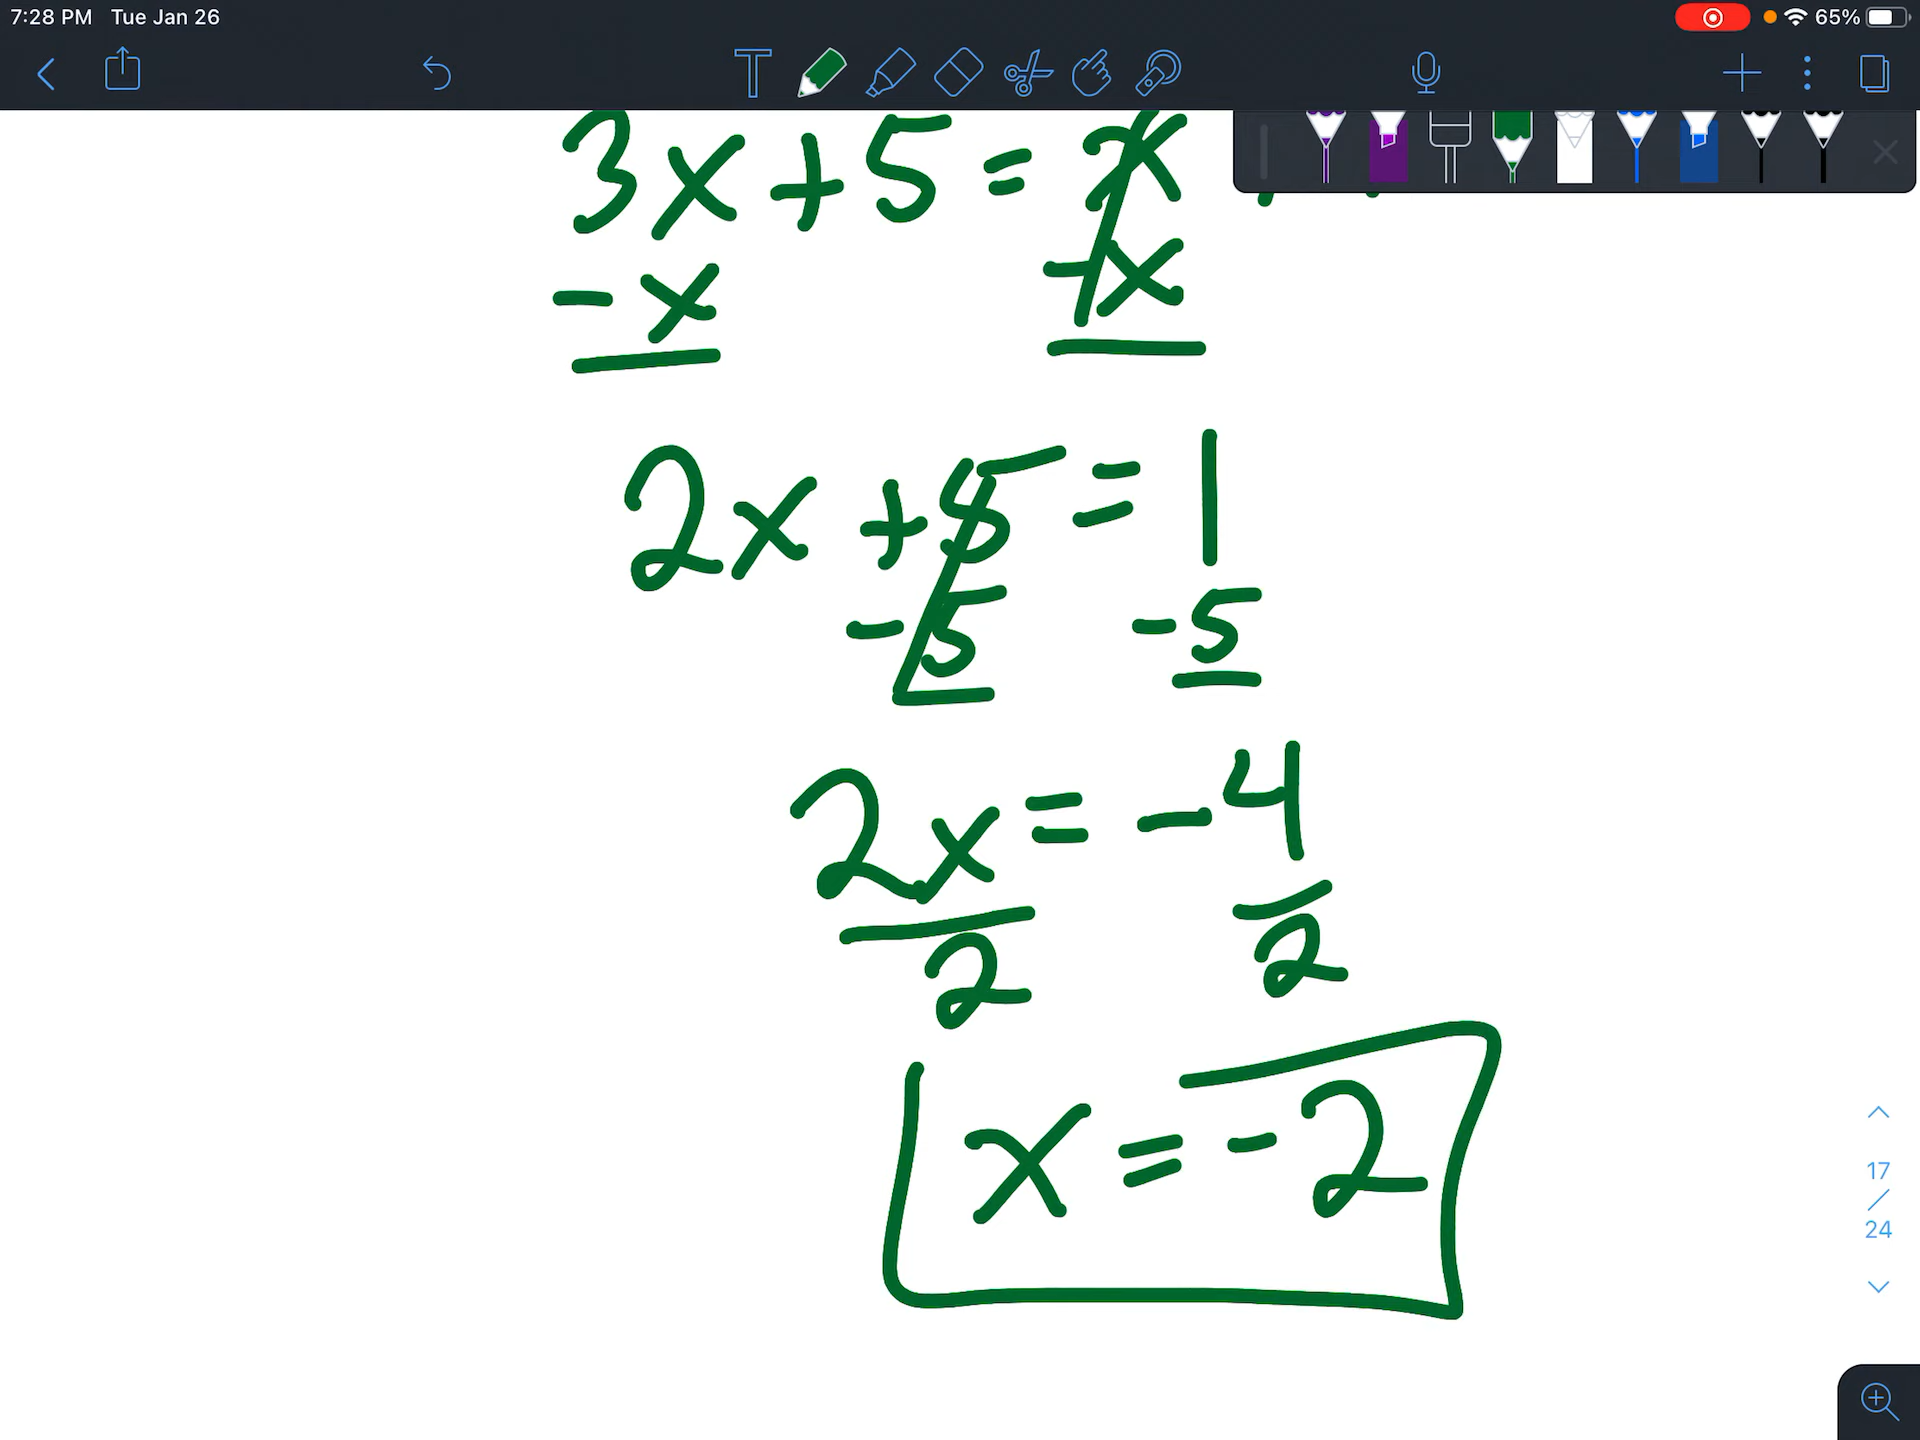 7:28 PM Tue Jan 26
65%
T
3x + 5 = x
- x - x
2x + 5 = 1
- 5 - 5
2x = - 4
2 2
x = - 2
17
/
24